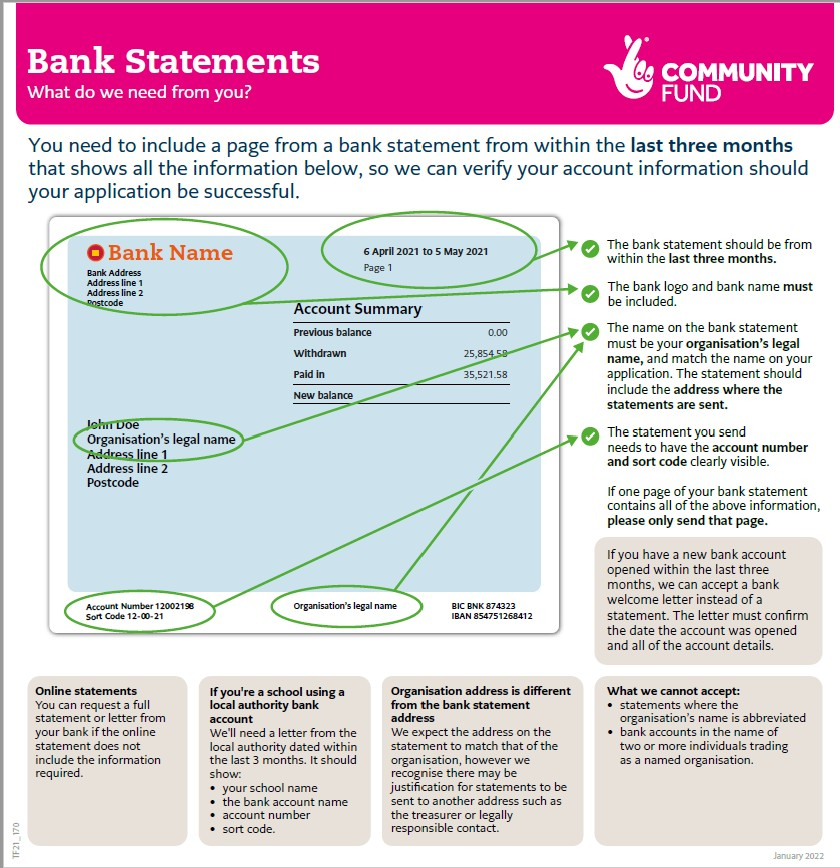 Bank Statements
What do we need from you?
COMMUNITY
FUND
You need to include a page from a bank statement from within the last three months
that shows all the information below, so we can verify your account information should
your application be successful.
Bank Name
Bank Address
Address line 1
Address line 2
Postcode
6 April 2021 to 5 May 2021
Page 1
Account Summary
Previous balance 0.00
Withdrawn 25,854.58
Paid in 35,521.58
New balance
John Doe
Organisation's legal name
Address line 1
Address line 2
Postcode
Account Number 12002198
Sort Code 12-00-21
Organisation's legal name
BIC BNK 874323
IBAN 854751268412
The bank statement should be from
within the last three months.
The bank logo and bank name must
be included.
The name on the bank statement
must be your organisation's legal
name, and match the name on your
application. The statement should
include the address where the
statements are sent.
The statement you send
needs to have the account number
and sort code clearly visible.
If one page of your bank statement
contains all of the above information,
please only send that page.
If you have a new bank account
opened within the last three
months, we can accept a bank
welcome letter instead of a
statement. The letter must confirm
the date the account was opened
and all of the account details.
Online statements
You can request a full
statement or letter from
your bank if the online
statement does not
include the information
required.
If you're a school using a
local authority bank
account
We'll need a letter from the
local authority dated within
the last 3 months. It should
show:
• your school name
• the bank account name
• account number
• sort code.
Organisation address is different
from the bank statement
address
We expect the address on the
statement to match that of the
organisation, however we
recognise there may be
justification for statements to be
sent to another address such as
the treasurer or legally
responsible contact.
What we cannot accept:
• statements where the
organisation's name is abbreviated
• bank accounts in the name of
two or more individuals trading
as a named organisation.
TF21_170
January 2022